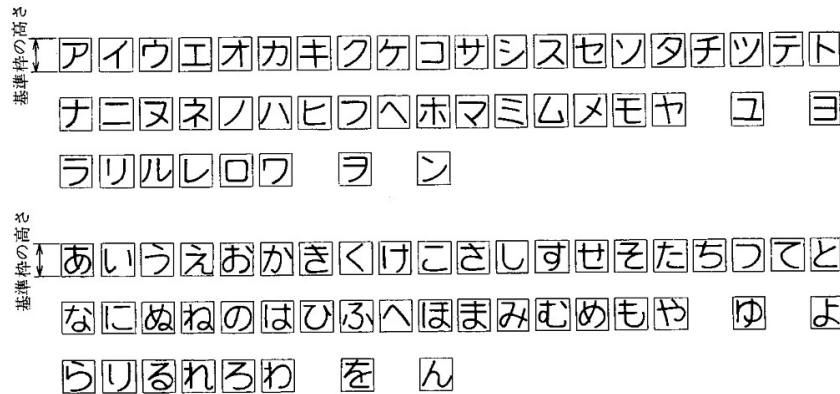 基準枠の高さ
アイウエオカキクケコサシスセソタチツテト
ナニヌネノハヒフヘホマミムメモヤ ユ ヨ
ラリルレロワ ヲ ン
基準枠の高さ
あいうえおかきくけこさしすせそたちつてと
なにぬねのはひふへほまみむめもや ゆ よ
らりるれろわ を ん